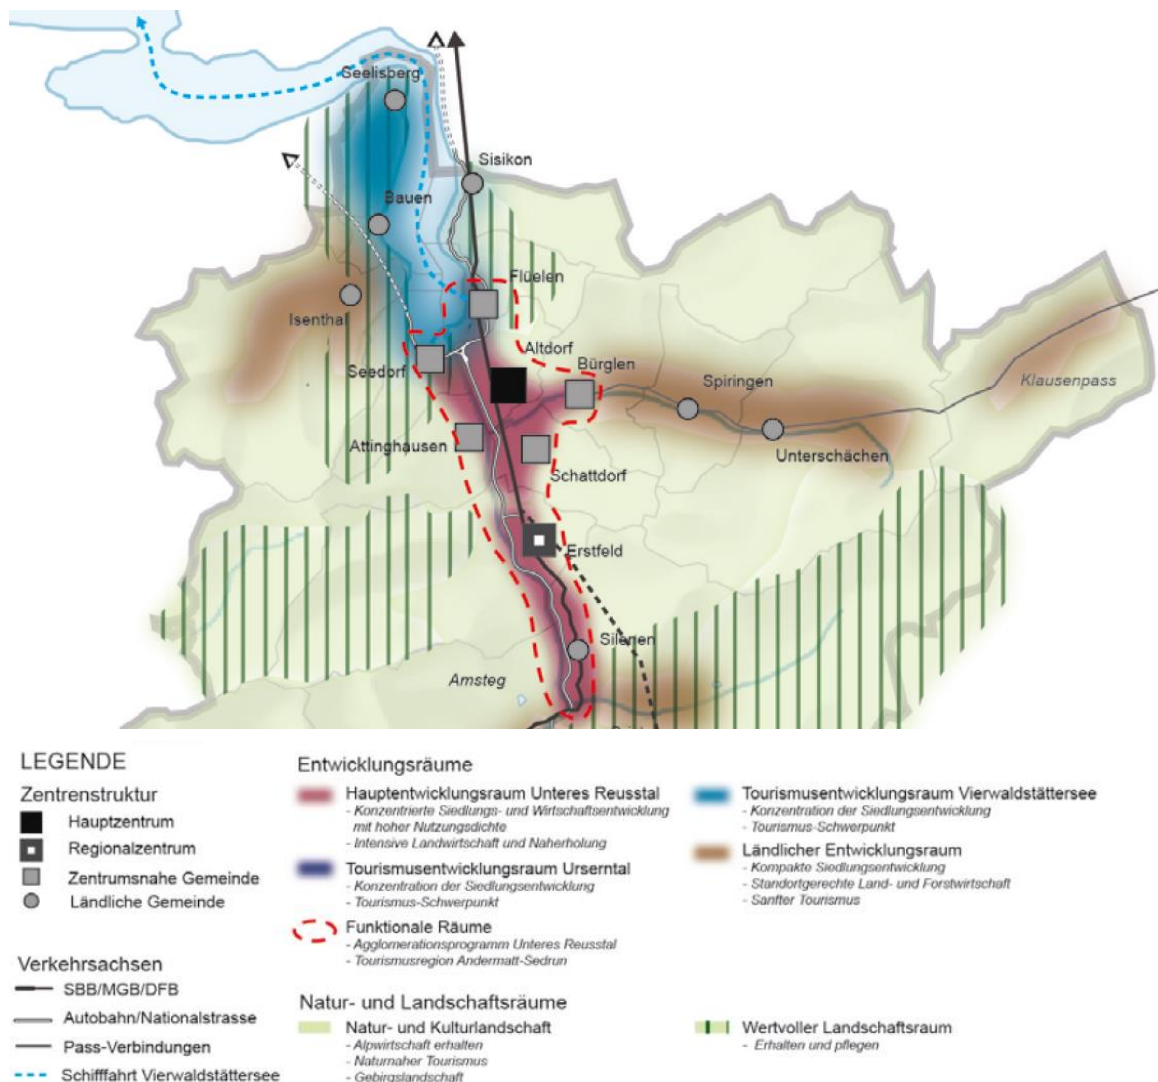 Seelisberg
Sisikon
Bauen
Flüelen
Isenthal
Altdorf
Seedorf
Bürglen
Spiringen
Klausenpass
Attinghausen
Unterschächen
Schattdorf
Erstfeld
Silenen
Amsteg
LEGENDE
Zentrenstruktur
Hauptzentrum
Regionalzentrum
Zentrumsnahe Gemeinde
Ländliche Gemeinde
Verkehrsachsen
SBB/MGB/DFB
Autobahn/Nationalstrasse
Pass-Verbindungen
Schifffahrt Vierwaldstättersee
Entwicklungsräume
Hauptentwicklungsraum Unteres Reusstal
- Konzentrierte Siedlungs- und Wirtschaftsentwicklung
mit hoher Nutzungsdichte
- Intensive Landwirtschaft und Naherholung
Tourismusentwicklungsraum Urserntal
- Konzentration der Siedlungsentwicklung
- Tourismus-Schwerpunkt
Funktionale Räume
- Agglomerationsprogramm Unteres Reusstal
- Tourismusregion Andermatt-Sedrun
Tourismusentwicklungsraum Vierwaldstättersee
- Konzentration der Siedlungsentwicklung
- Tourismus-Schwerpunkt
Ländlicher Entwicklungsraum
- Kompakte Siedlungsentwicklung
- Standortgerechte Land- und Forstwirtschaft
- Sanfter Tourismus
Natur- und Landschaftsräume
Natur- und Kulturlandschaft
- Alpwirtschaft erhalten
- Naturnaher Tourismus
- Gebirgslandschaft
Wertvoller Landschaftsraum
- Erhalten und pflegen